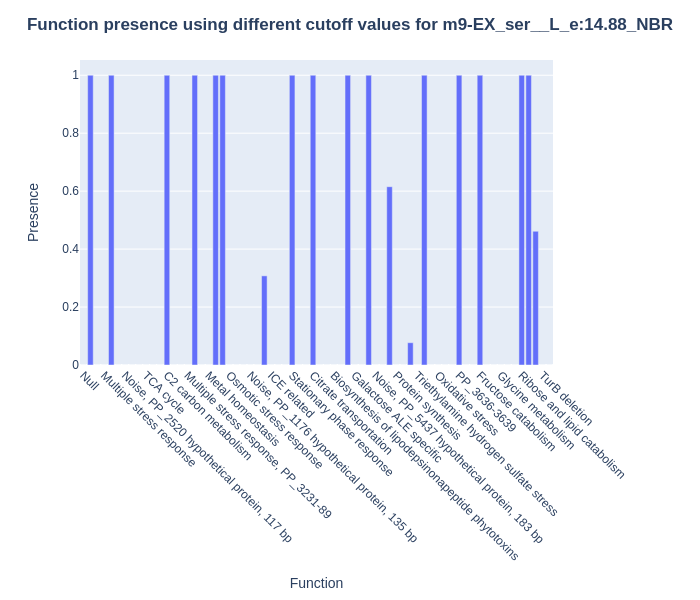 Function presence using different cutoff values for m9-EX_ser__L_e:14.88_NBR
1
0.8
0.6
0.4
0.2
0
Presence
Null
Multiple stress response
Noise, PP_2520 hypothetical protein, 117 bp
TCA cycle
C2 carbon metabolism
Multiple stress response, PP_3231-89
Metal homeostasis
Osmotic stress response
Noise, PP_1176 hypothetical protein, 135 bp
ICE related
Stationary phase response
Citrate transportation
Biosynthesis of lipodepsinonapeptide phytotoxins
Galactose ALE specific
Noise, PP_5437 hypothetical protein, 183 bp
Protein synthesis
Triethylamine hydrogen sulfate stress
Oxidative stress
PP_3636-3639
Fructose catabolism
Glycine metabolism
Ribose and lipid catabolism
TurB deletion
Function